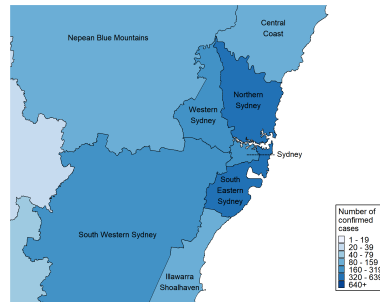 Central
Coast
Nepean Blue Mountains
Northern
Sydney
Western
Sydney
Sydney
South
Eastern
Sydney
South Western Sydney
Illawarra
Shoalhaven
Number of
confirmed
cases
1 - 19
20 - 39
40 - 79
80 - 159
160 - 319
320 - 639
640+